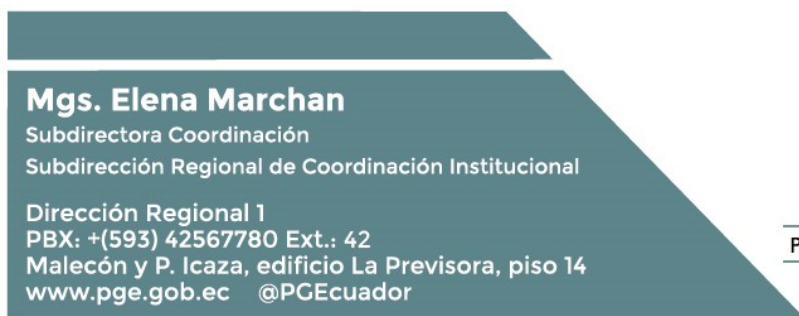 Mgs. Elena Marchan
Subdirectora Coordinación
Subdirección Regional de Coordinación Institucional
Dirección Regional 1
PBX: +(593) 42567780 Ext.: 42
Malecón y P. Icaza, edificio La Previsora, piso 14
www.pge.gob.ec @PGEcuador
P